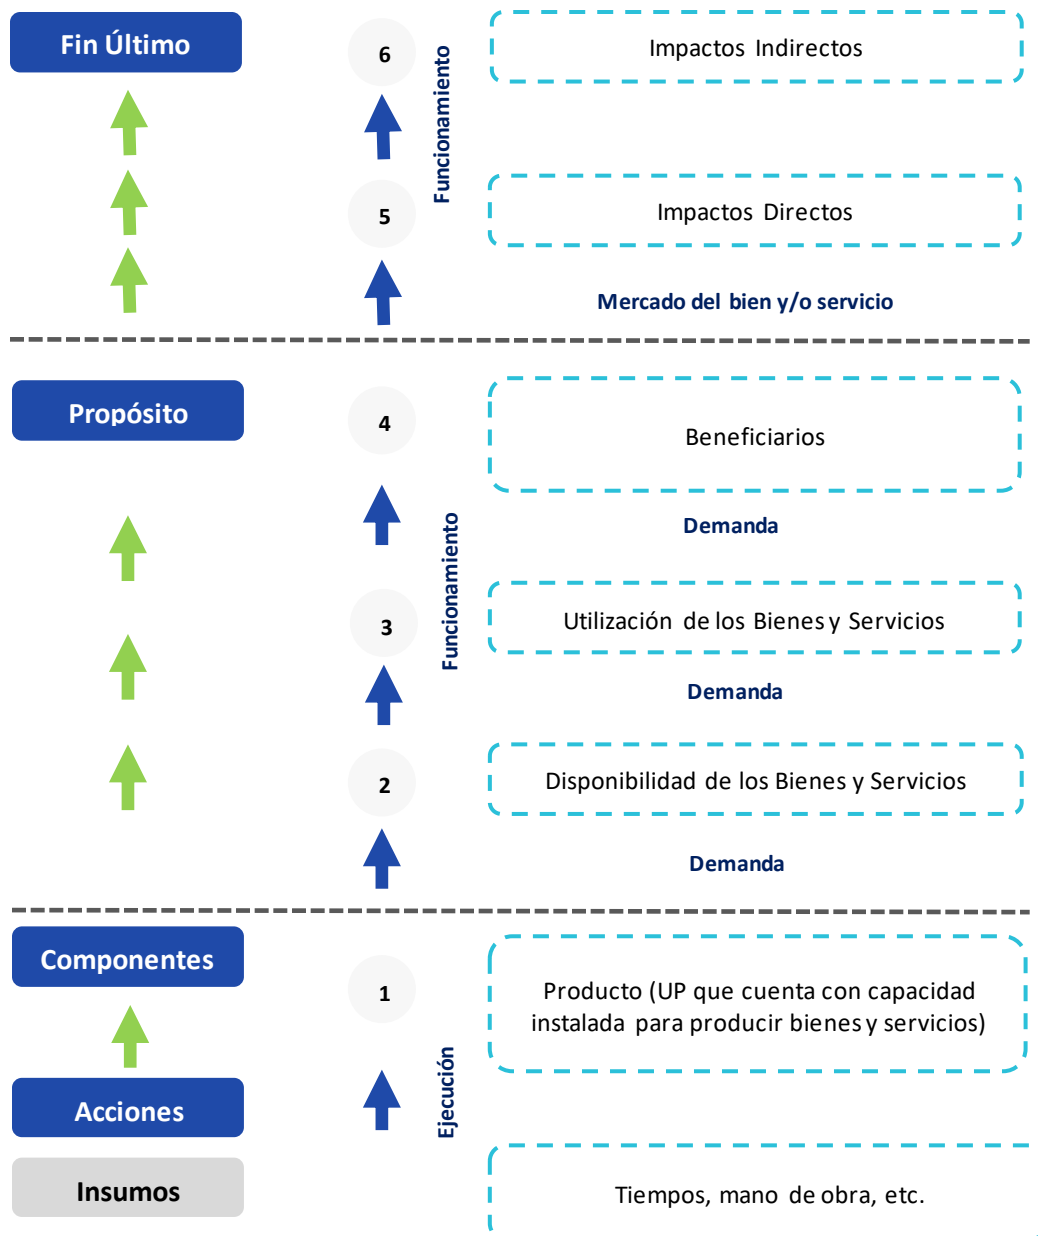 Fin Último
6
Funcionamiento
Impactos Indirectos
5
Impactos Directos
Mercado del bien y/o servicio
Propósito
4
Beneficiarios
Demanda
Funcionamiento
3
Utilización de los Bienes y Servicios
Demanda
2
Disponibilidad de los Bienes y Servicios
Demanda
Componentes
1
Producto (UP que cuenta con capacidad
instalada para producir bienes y servicios)
Ejecución
Acciones
Insumos
Tiempos, mano de obra, etc.